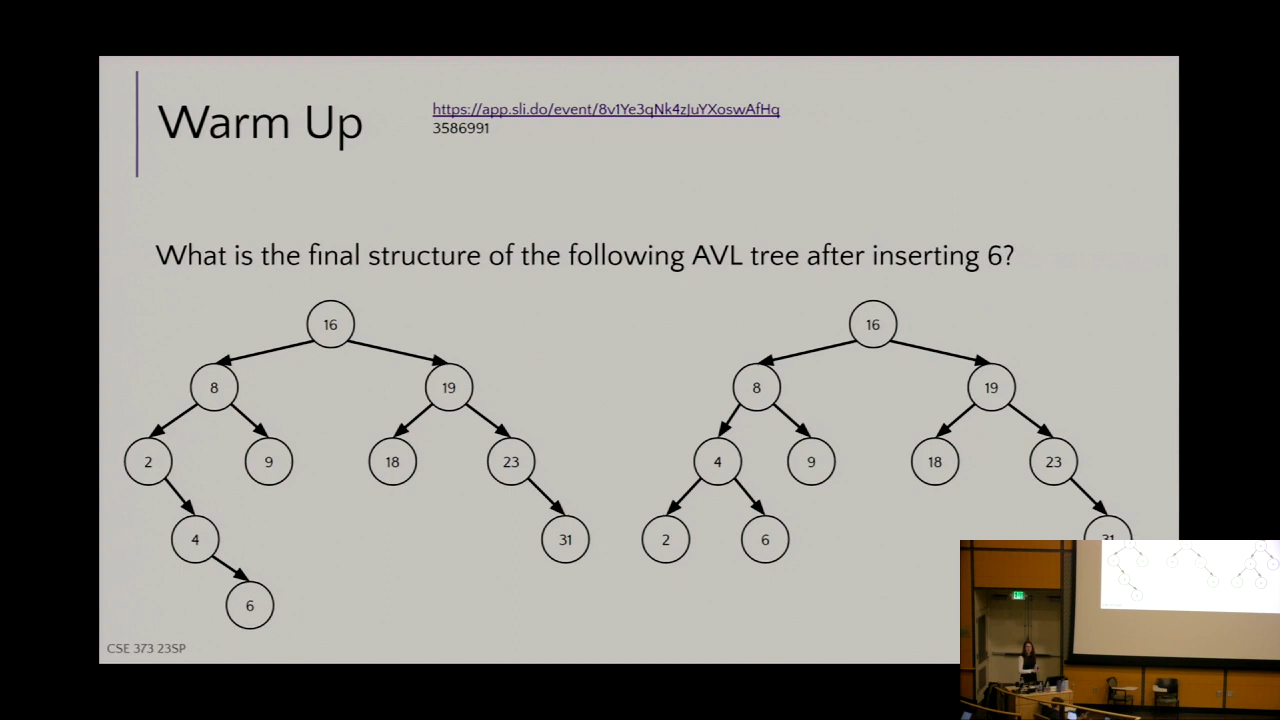 Warm Up
https://app.sli.do/event/8v1Ye3qNk4zJuYXoswAfHq
3586991
What is the final structure of the following AVL tree after inserting 6?
16
8 19
2 9 18 23
4 31
6
16
8 19
4 9 18 23
2 6 31
CSE 373 23SP